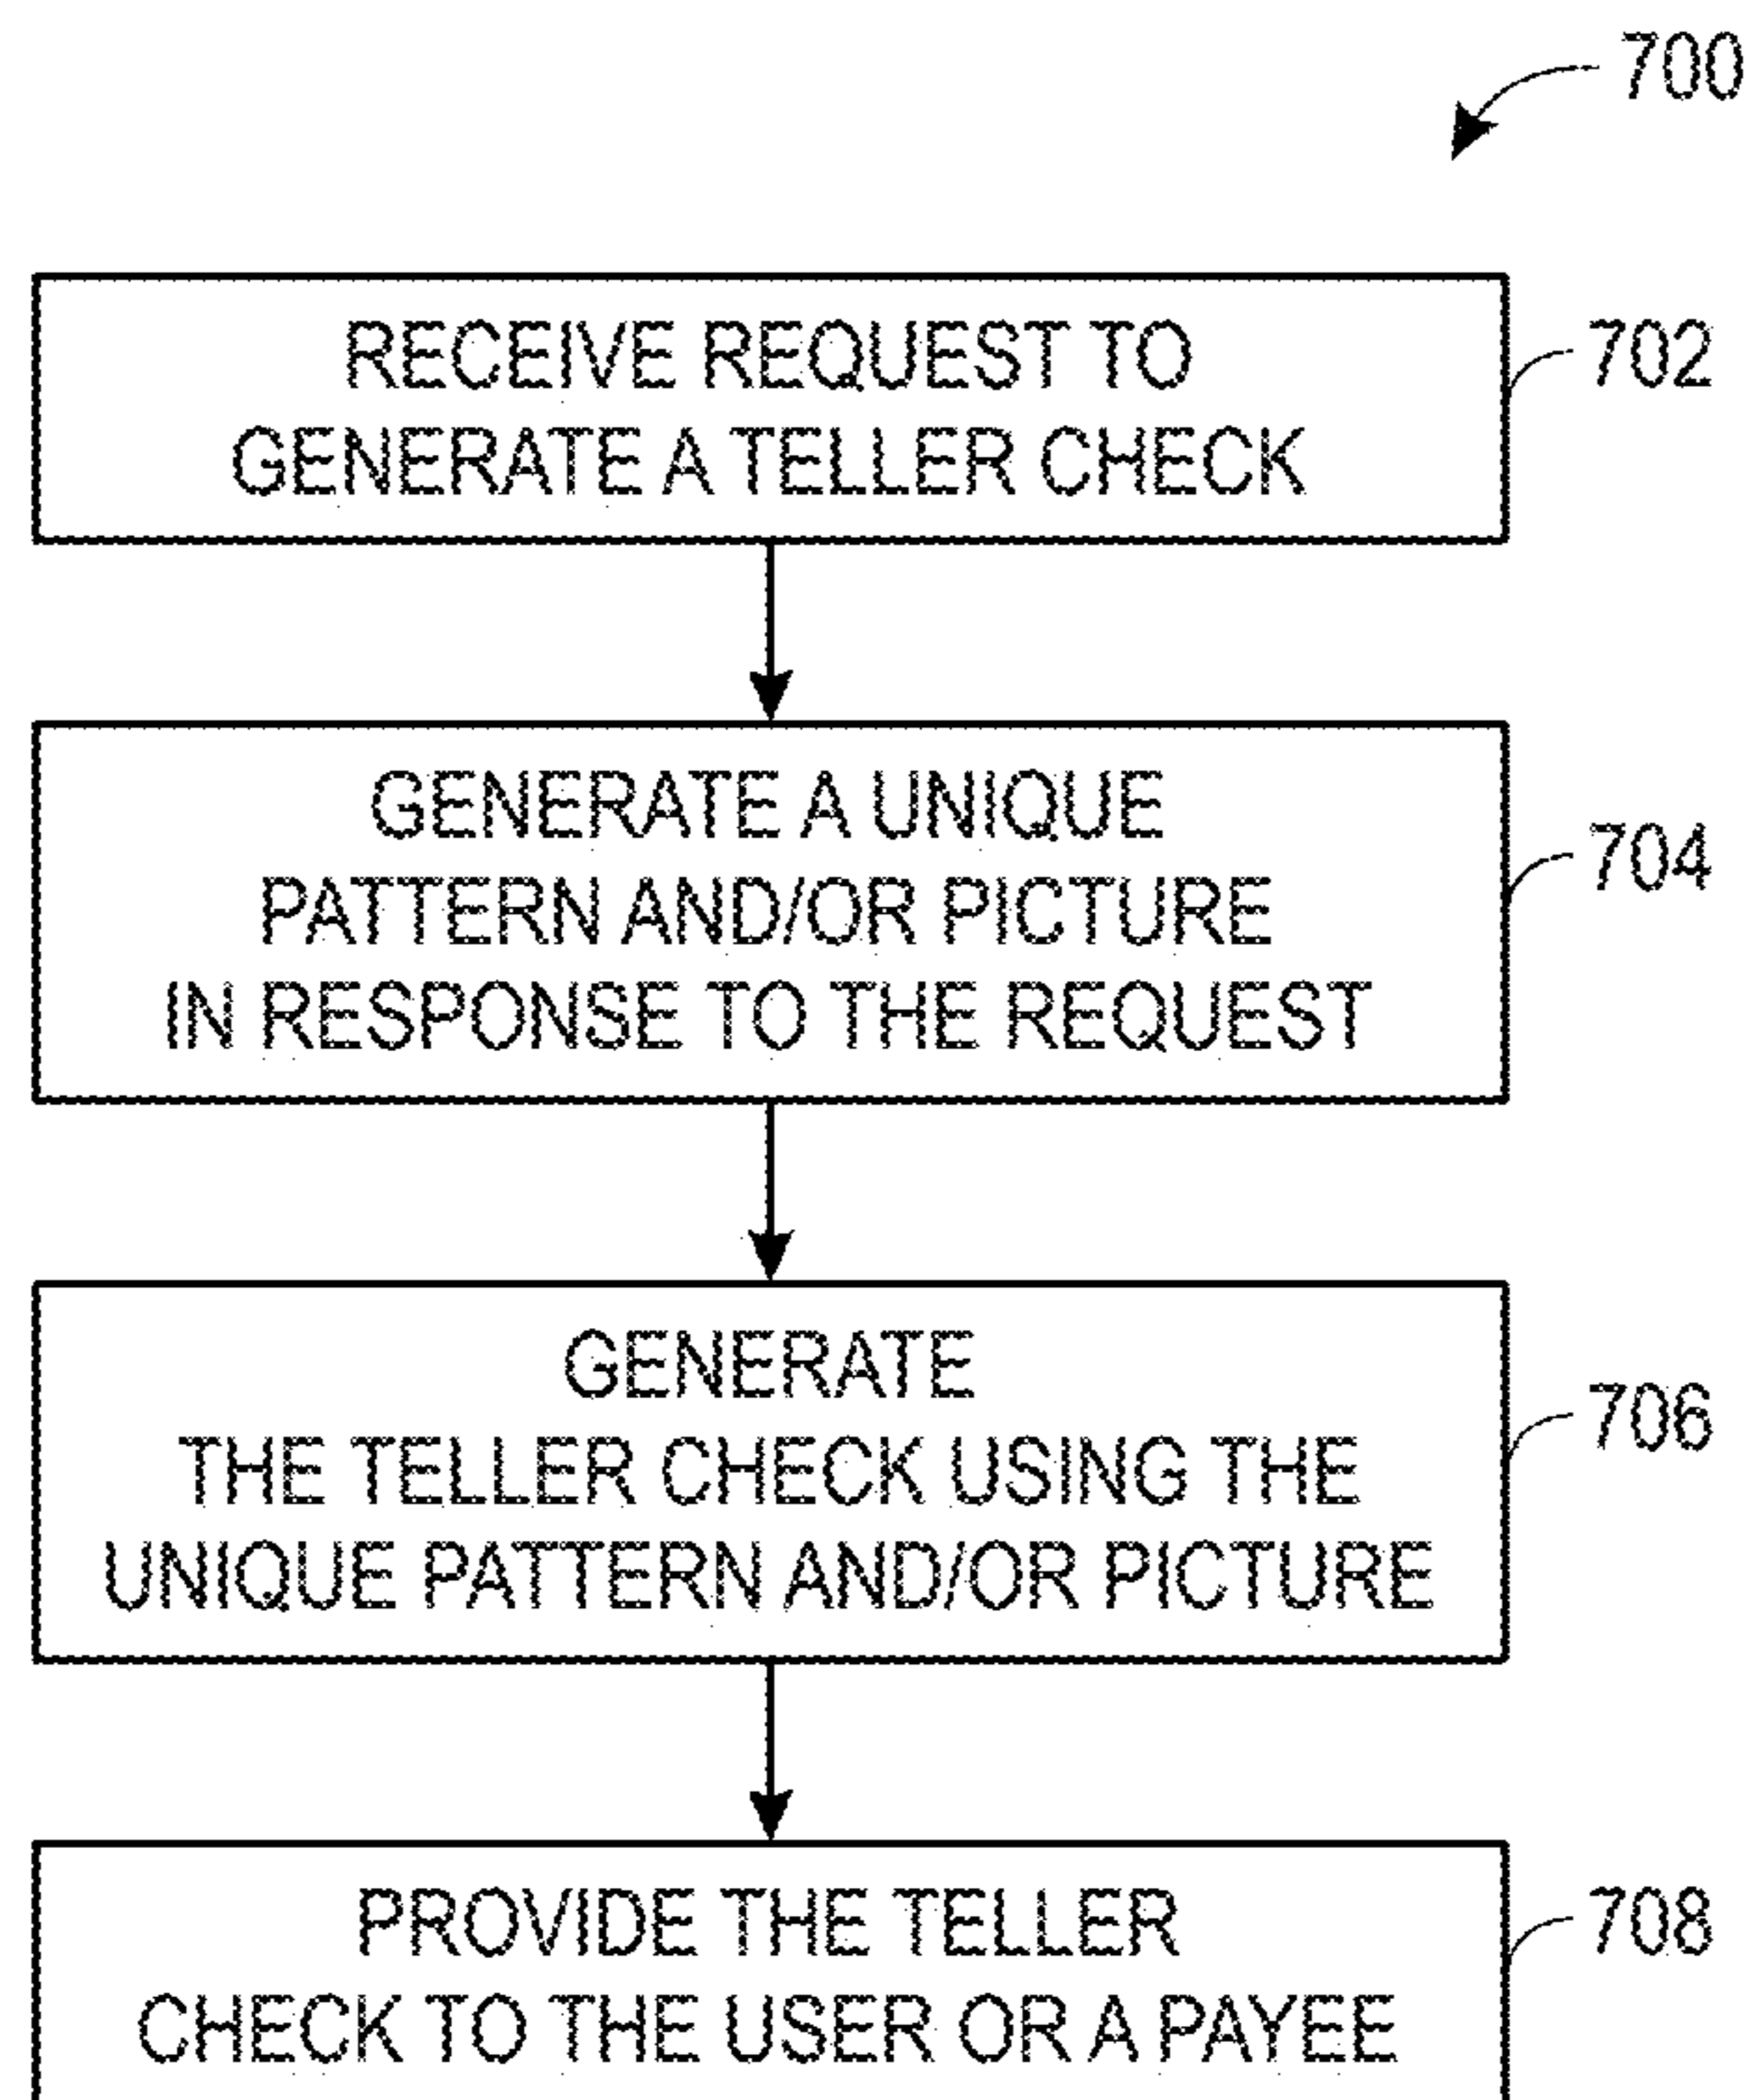 700
RECEIVE REQUEST TO
GENERATE A TELLER CHECK
702
GENERATE A UNIQUE
PATTERN AND/OR PICTURE
IN RESPONSE TO THE REQUEST
704
GENERATE
THE TELLER CHECK USING THE
UNIQUE PATTERN AND/OR PICTURE
706
PROVIDE THE TELLER
CHECK TO THE USER OR A PAYEE
708